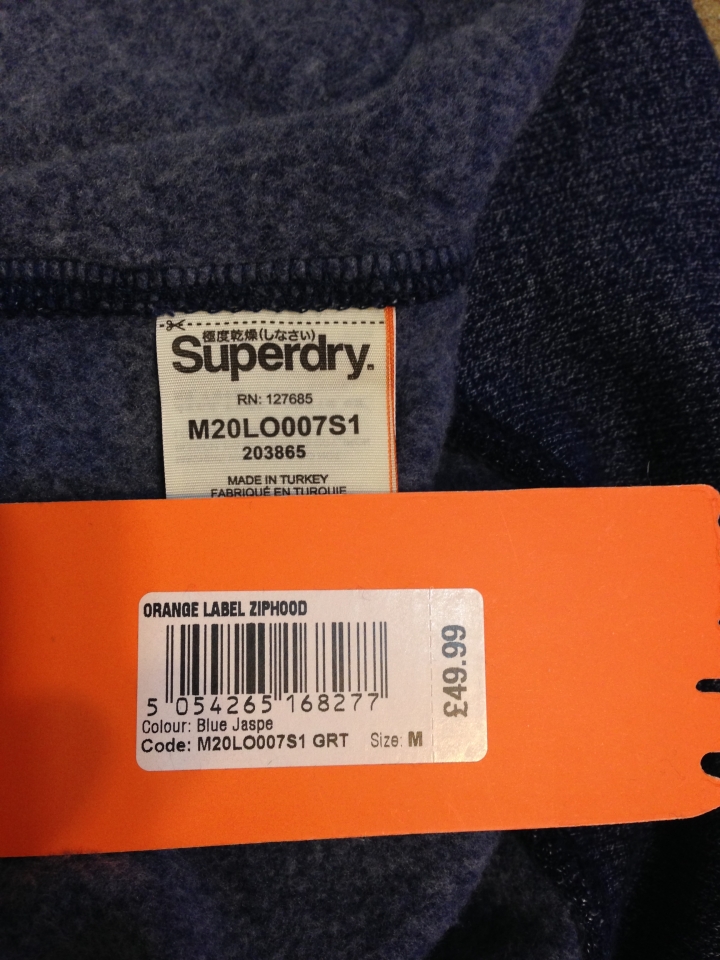 極度乾燥(しなさい)
Superdry.
RN: 127685
M20LO007S1
203865
MADE IN TURKEY
FABRIQUÉ EN TURQUIE
ORANGE LABEL ZIPHOOD
5 054265 168277
Colour: Blue Jaspe
Code: M20LO007S1 GRT Size: M
£49.99